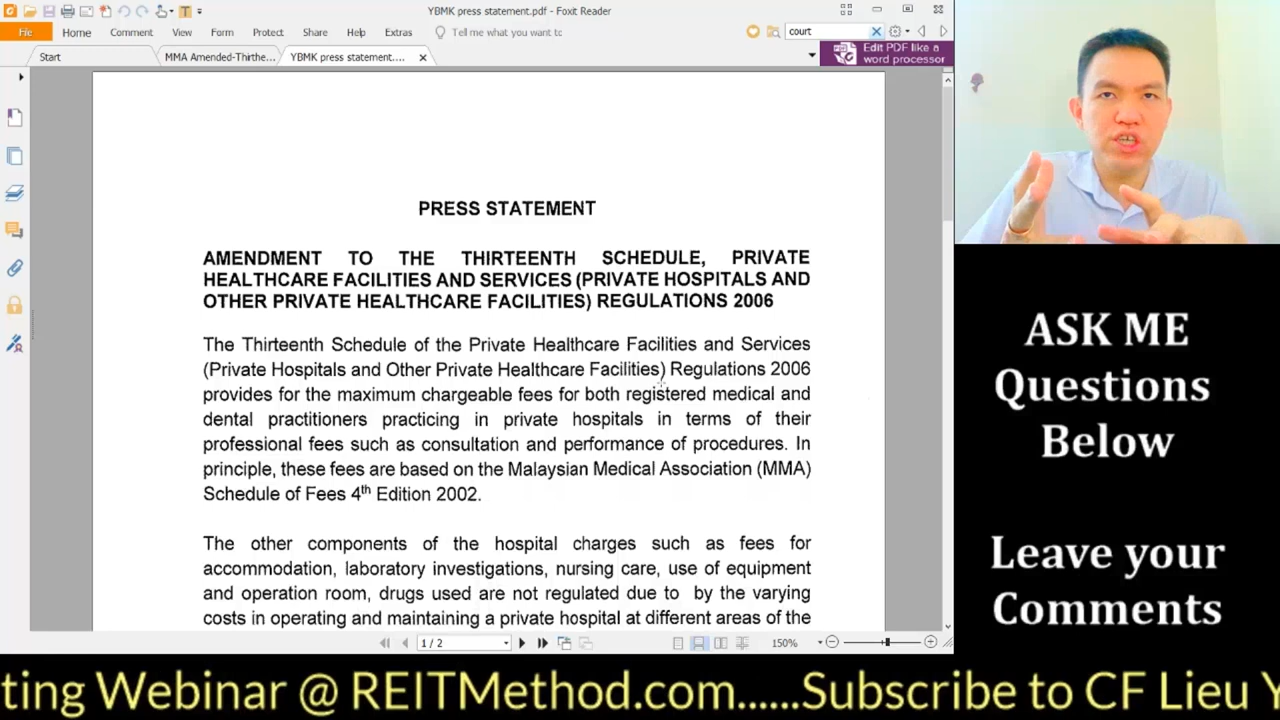 YBMK press statement.pdf - Foxit Reader
File Home Comment View Form Protect Share Help Extras Tell me what you want tc court
Edit PDF like a
word processor
Start MMA Amended-Thirthe... YBMK press statement....
PRESS STATEMENT
AMENDMENT TO THE THIRTEENTH SCHEDULE, PRIVATE
HEALTHCARE FACILITIES AND SERVICES (PRIVATE HOSPITALS AND
OTHER PRIVATE HEALTHCARE FACILITIES) REGULATIONS 2006
The Thirteenth Schedule of the Private Healthcare Facilities and Services
(Private Hospitals and Other Private Healthcare Facilities) Regulations 2006
provides for the maximum chargeable fees for both registered medical and
dental practitioners practicing in private hospitals in terms of their
professional fees such as consultation and performance of procedures. In
principle, these fees are based on the Malaysian Medical Association (MMA)
Schedule of Fees 4th Edition 2002.
The other components of the hospital charges such as fees for
accommodation, laboratory investigations, nursing care, use of equipment
and operation room, drugs used are not regulated due to by the varying
costs in operating and maintaining a private hospital at different areas of the
1 / 2
150%
ASK ME
Questions
Below
Leave your
Comments
ting Webinar @ REITMethod.com......Subscribe to CF Lieu Y